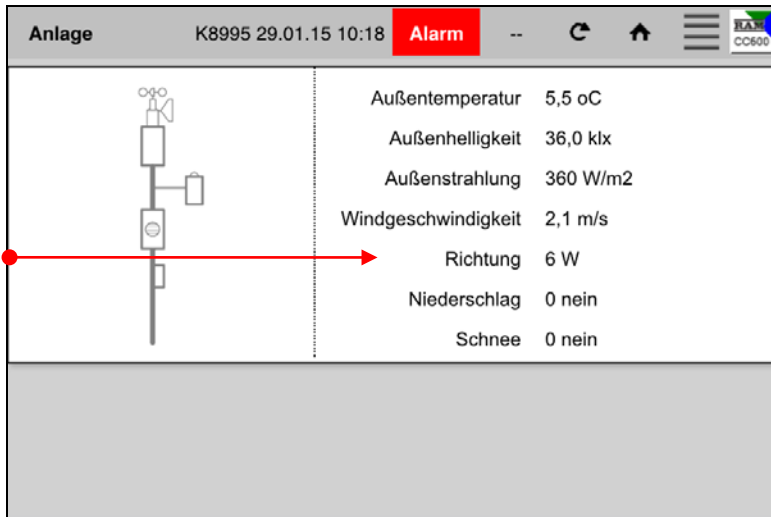 Anlage K8995 29.01.15 10:18 Alarm -- RAM
CC600
Außentemperatur 5,5 oC
Außenhelligkeit 36,0 klx
Außenstrahlung 360 W/m2
Windgeschwindigkeit 2,1 m/s
Richtung 6 W
Niederschlag 0 nein
Schnee 0 nein